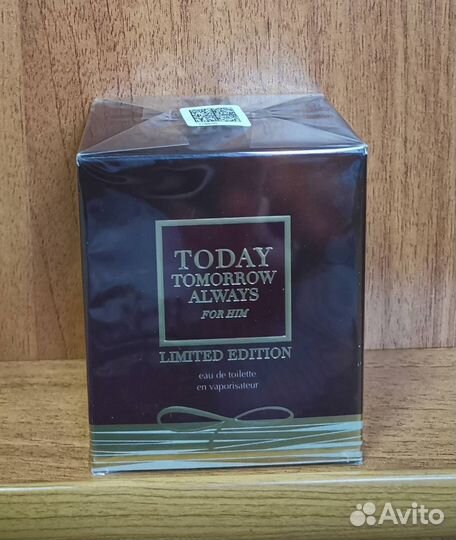 TODAY
TOMORROW
ALWAYS
FOR HIM
LIMITED EDITION
eau de toilette
en vaporisateur
Avito